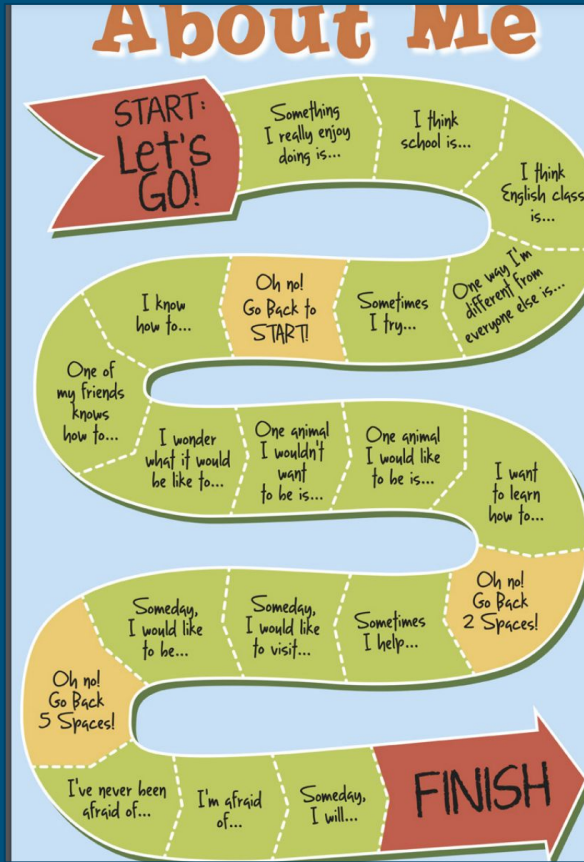 About Me
START:
Let's
GO!
Something
I really enjoy
doing is...
I think
school is...
I think
English class
is...
One way I'm
different from
everyone else is...
Sometimes
I try...
Oh no!
Go Back to
START!
I know
how to...
One of
my friends
knows
how to...
I wonder
what it would
be like to...
One animal
I wouldn't
want
to be is...
One animal
I would like
to be is...
I want
to learn
how to...
Oh no!
Go Back
2 Spaces!
Sometimes
I help...
Someday,
I would like
to visit...
Someday,
I would like
to be...
Oh no!
Go Back
5 Spaces!
I've never been
afraid of...
I'm afraid
of...
Someday,
I will...
FINISH